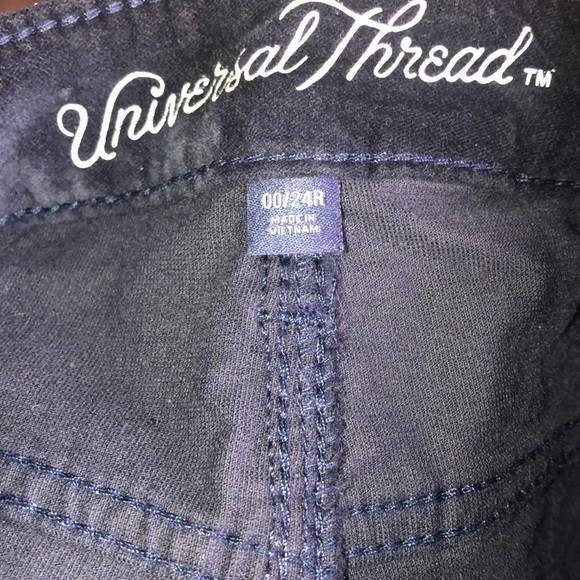 Universal Thread™
00/24R
MADE IN
VIETNAM